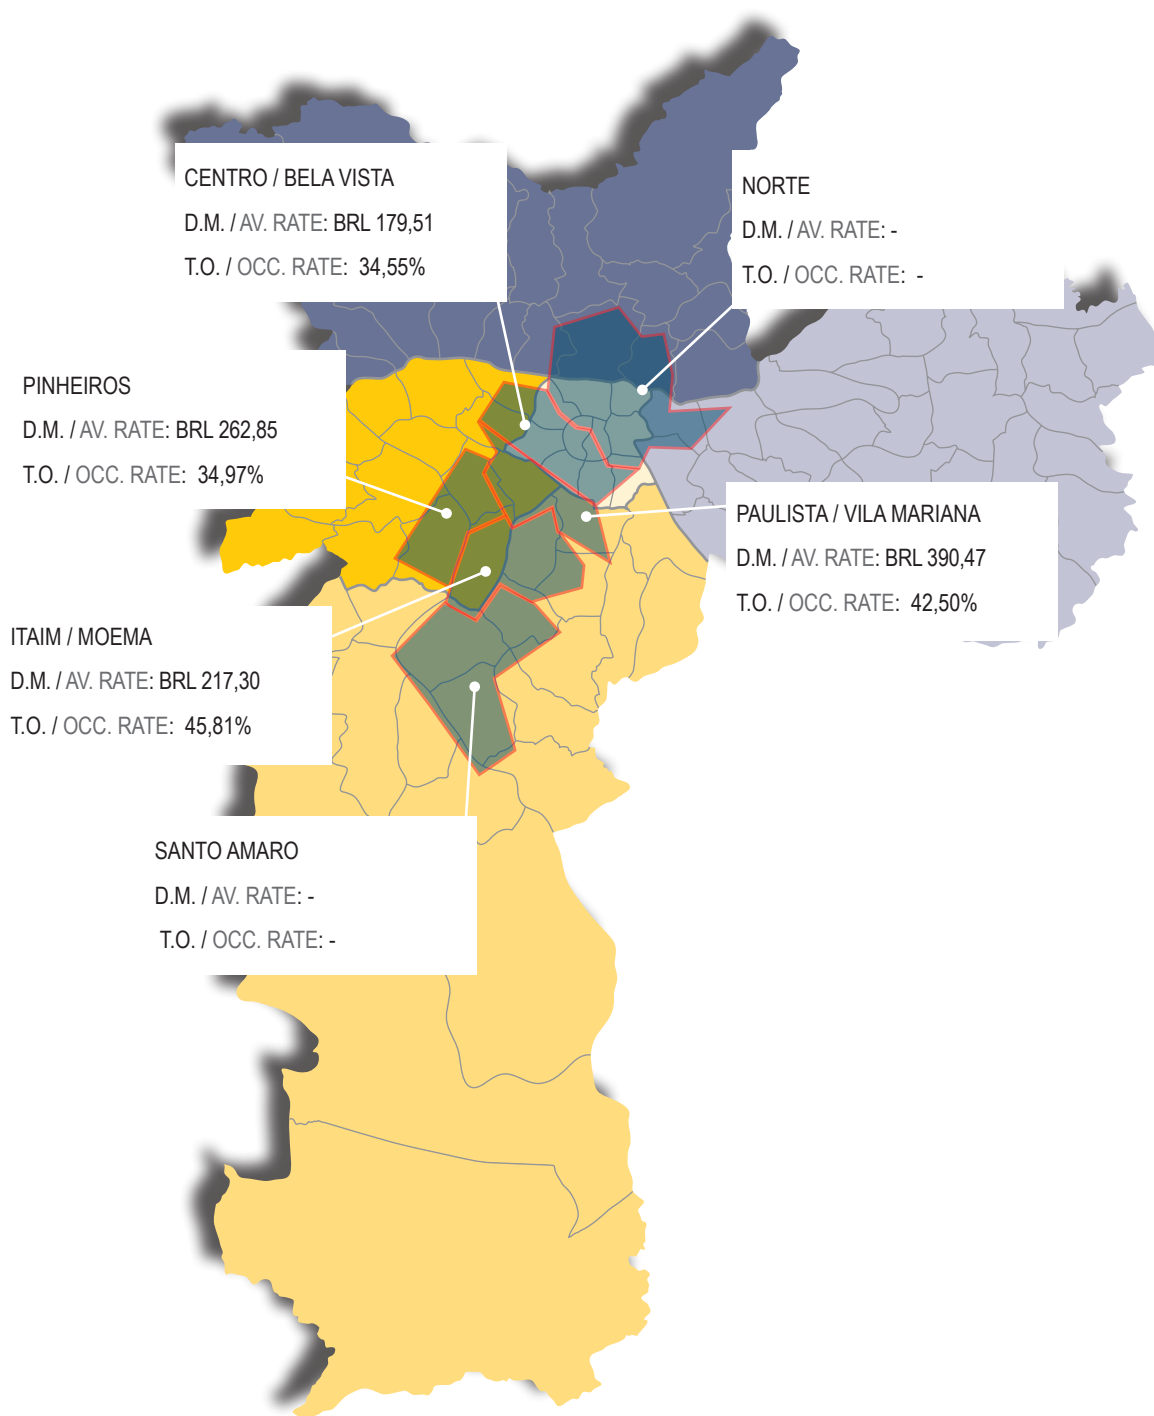 CENTRO / BELA VISTA
D.M. / AV. RATE: BRL 179,51
T.O. / OCC. RATE: 34,55%
NORTE
D.M. / AV. RATE: -
T.O. / OCC. RATE: -
PINHEIROS
D.M. / AV. RATE: BRL 262,85
T.O. / OCC. RATE: 34,97%
PAULISTA / VILA MARIANA
D.M. / AV. RATE: BRL 390,47
T.O. / OCC. RATE: 42,50%
ITAIM / MOEMA
D.M. / AV. RATE: BRL 217,30
T.O. / OCC. RATE: 45,81%
SANTO AMARO
D.M. / AV. RATE: -
T.O. / OCC. RATE: -